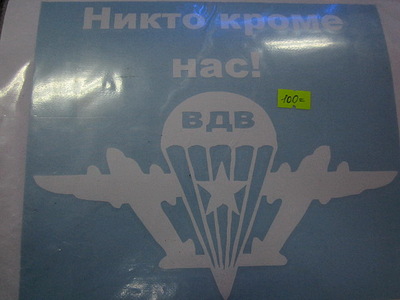 Никто кроме
нас!
100=
ВДВ